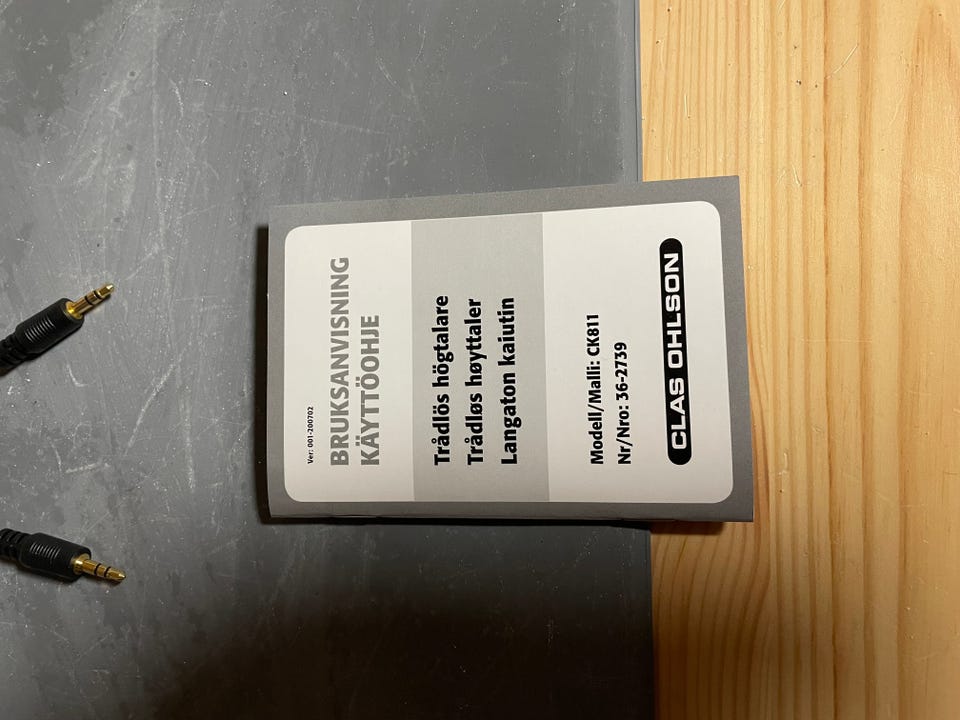 Ver: 001-200702
BRUKSANVISNING
KÄYTTÖOHJE
Trådlös högtalare
Trådløs høyttaler
Langaton kaiutin
Modell/Malli: CK811
Nr/Nro: 36-2739
CLAS OHLSON